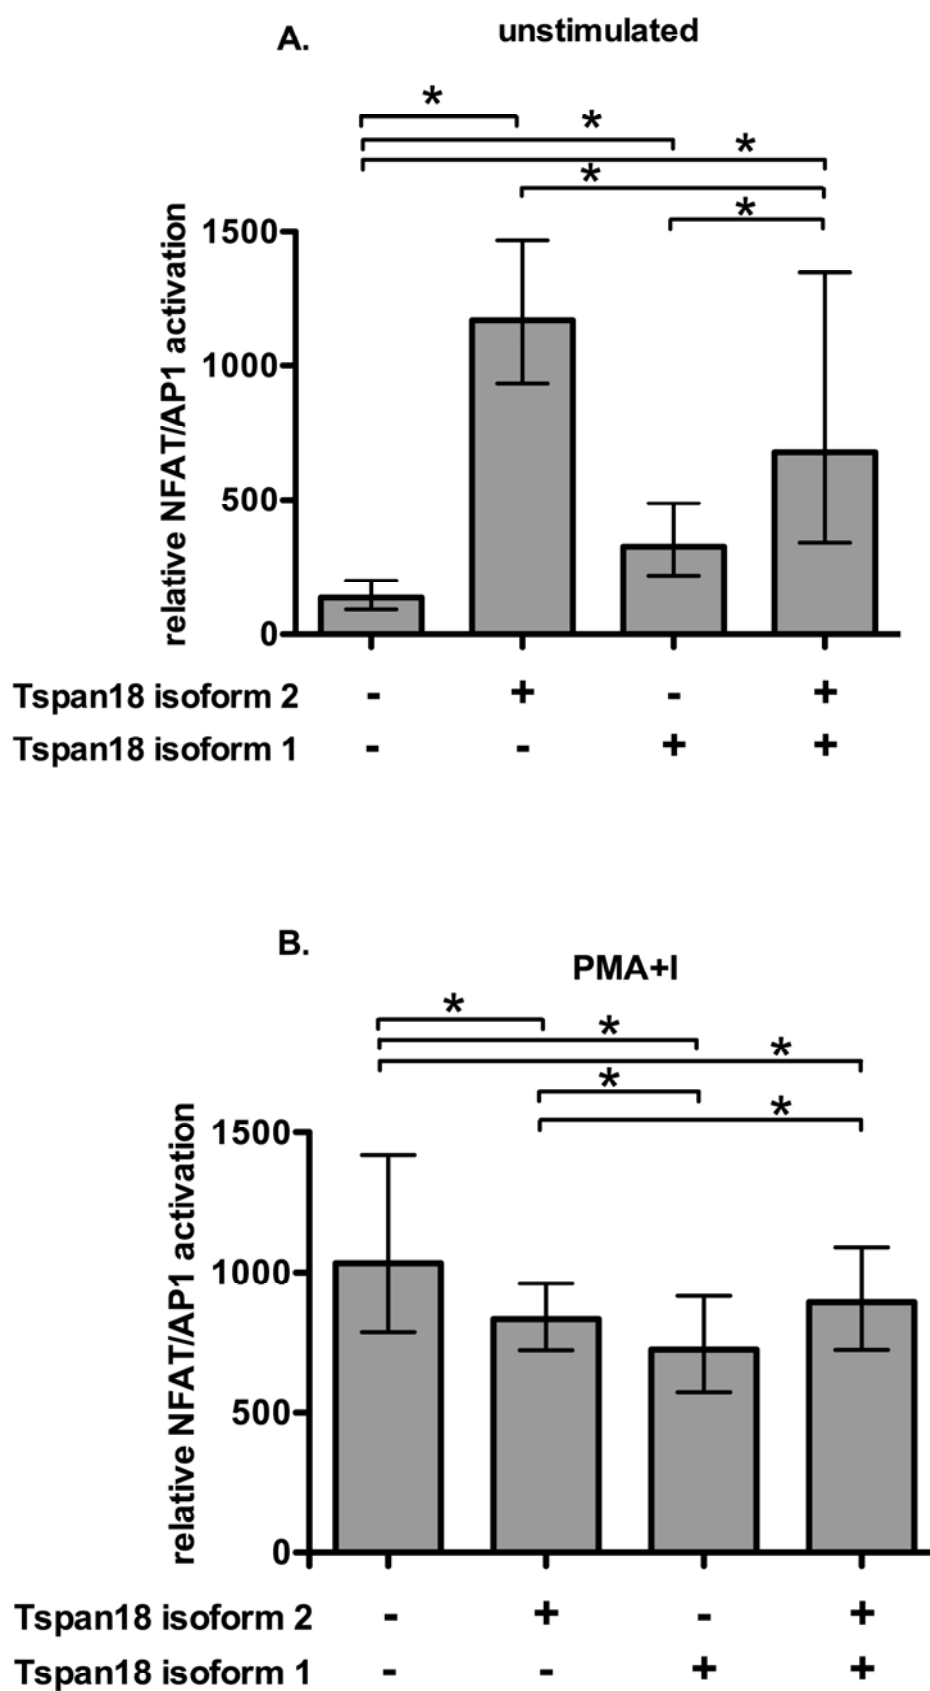 A. unstimulated
* 
*
*
*
*
relative NFAT/AP1 activation
1500
1000
500
0
Tspan18 isoform 2 - + - +
Tspan18 isoform 1 - - + +
B.
PMA+I
*
*
*
*
*
relative NFAT/AP1 activation
1500
1000
500
0
Tspan18 isoform 2 - + - +
Tspan18 isoform 1 - - + +